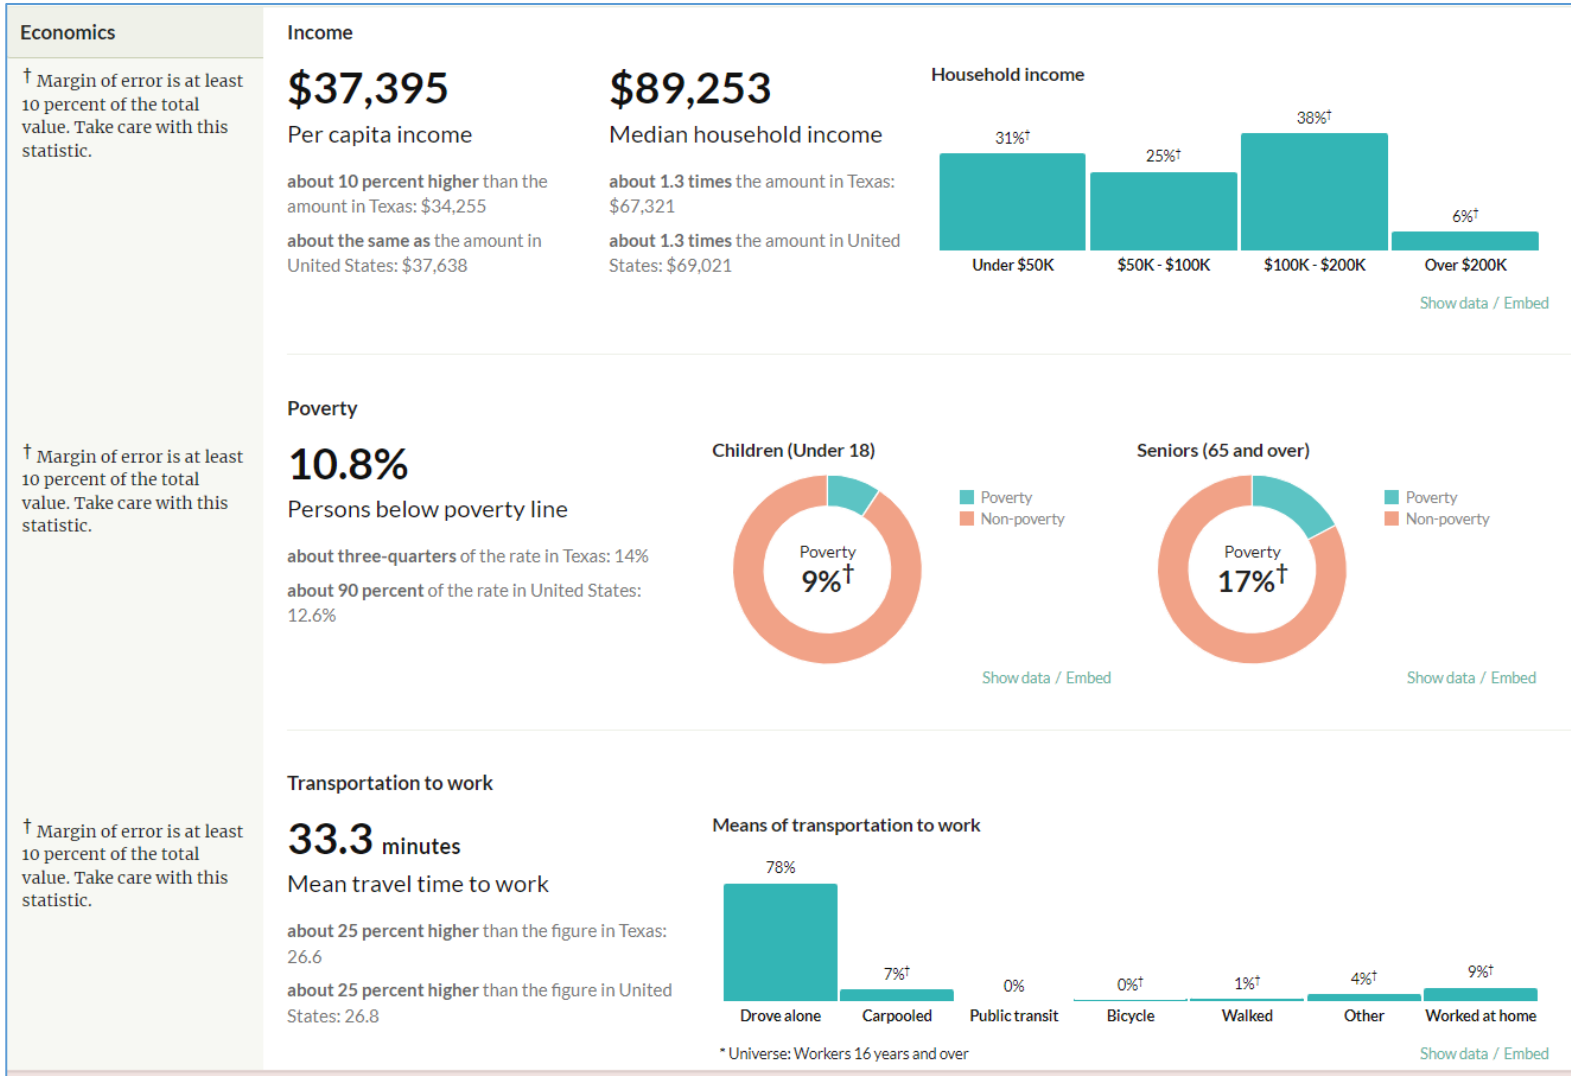 Economics
† Margin of error is at least
10 percent of the total
value. Take care with this
statistic.
Income
$37,395
Per capita income
about 10 percent higher than the
amount in Texas: $34,255
about the same as the amount in
United States: $37,638
$89,253
Median household income
about 1.3 times the amount in Texas:
$67,321
about 1.3 times the amount in United
States: $69,021
Household income
31%†
25%†
38%†
6%†
Under $50K
$50K - $100K
$100K - $200K
Over $200K
Show data / Embed
† Margin of error is at least
10 percent of the total
value. Take care with this
statistic.
Poverty
10.8%
Persons below poverty line
about three-quarters of the rate in Texas: 14%
about 90 percent of the rate in United States:
12.6%
Children (Under 18)
Poverty
Non-poverty
Poverty
9%†
Show data / Embed
Seniors (65 and over)
Poverty
Non-poverty
Poverty
17%†
Show data / Embed
† Margin of error is at least
10 percent of the total
value. Take care with this
statistic.
Transportation to work
33.3 minutes
Mean travel time to work
about 25 percent higher than the figure in Texas:
26.6
about 25 percent higher than the figure in United
States: 26.8
Means of transportation to work
78%
7%†
0%
0%†
1%†
4%†
9%†
Drove alone
Carpooled
Public transit
Bicycle
Walked
Other
Worked at home
* Universe: Workers 16 years and over
Show data / Embed